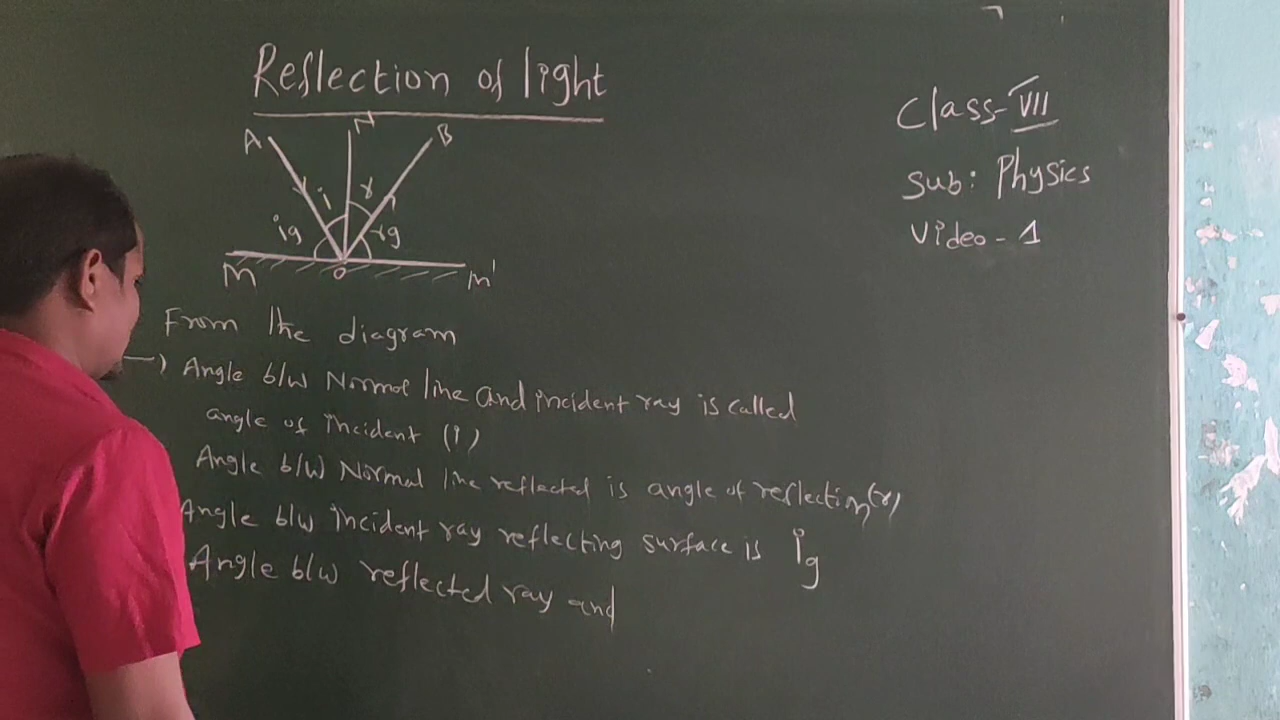 Reflection of light
Class-VII
Sub: Physics
Video-1
A N B
i r
ig rg
M O M'
From the diagram
→) Angle b/w Normal line and incident ray is called
angle of incident (i)
Angle b/w Normal line reflected is angle of reflection(r)
Angle b/w incident ray reflecting surface is ig
Angle b/w reflected ray and